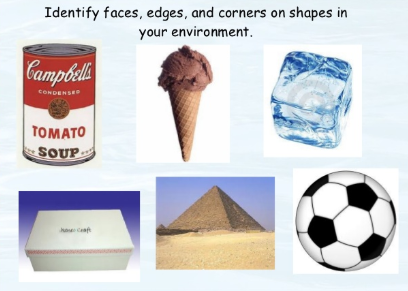 Identify faces, edges, and corners on shapes in
your environment.
Campbell's
CONDENSED
TOMATO
SOUP